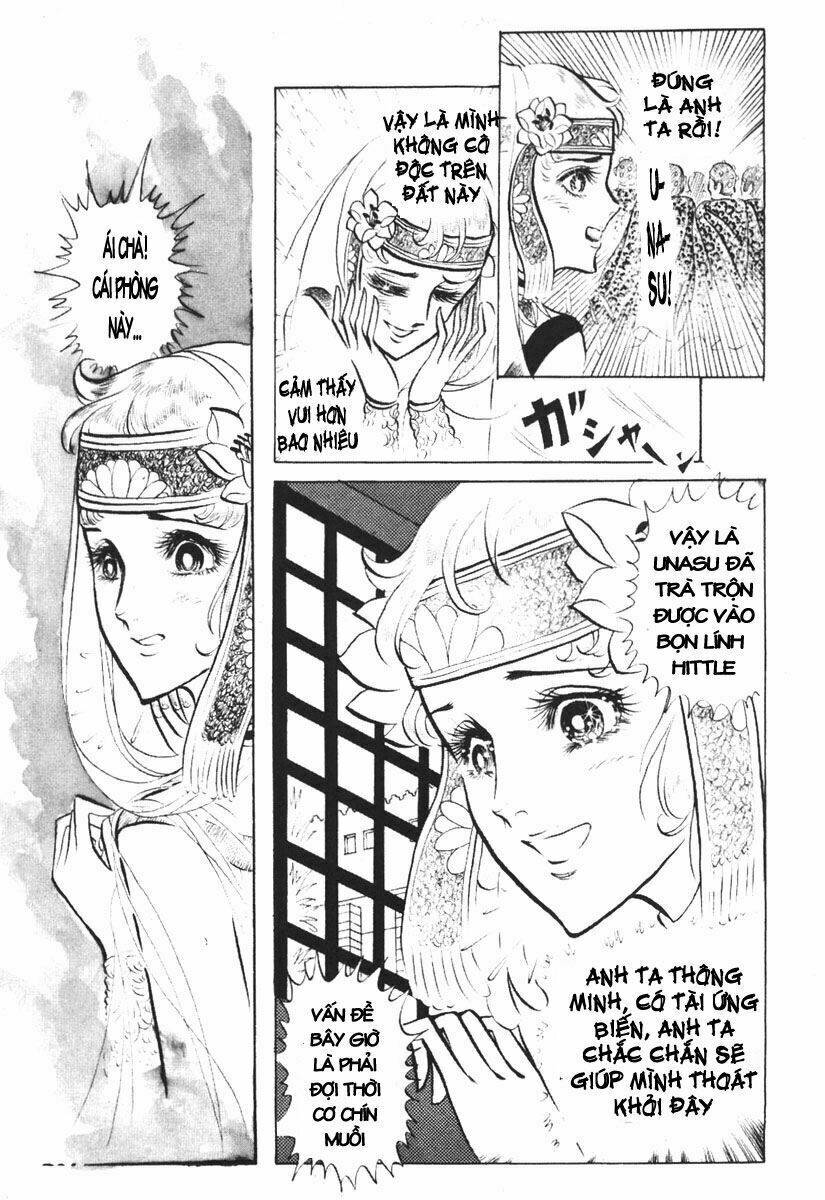 ĐÚNG
LÀ ANH
TA RỒI!
U-
NA-
SU!
VẬY LÀ MÌNH
KHÔNG CÔ
ĐỘC TRÊN
ĐẤT NÀY
CẢM THẤY
VUI HƠN
BAO NHIÊU
ガシャーン
VẬY LÀ
UNASU ĐÃ
TRÀ TRỘN
ĐƯỢC VÀO
BỌN LÍNH
HITTLE
ANH TA THÔNG
MINH, CÓ TÀI ỨNG
BIẾN, ANH TA
CHẮC CHẮN SẼ
GIÚP MÌNH THOÁT
KHỎI ĐÂY
VẤN ĐỀ
BÂY GIỜ
LÀ PHẢI
ĐỢI THỜI
CƠ CHÍN
MUỒI
ÁI CHÀ!
CÁI PHÒNG
NÀY...